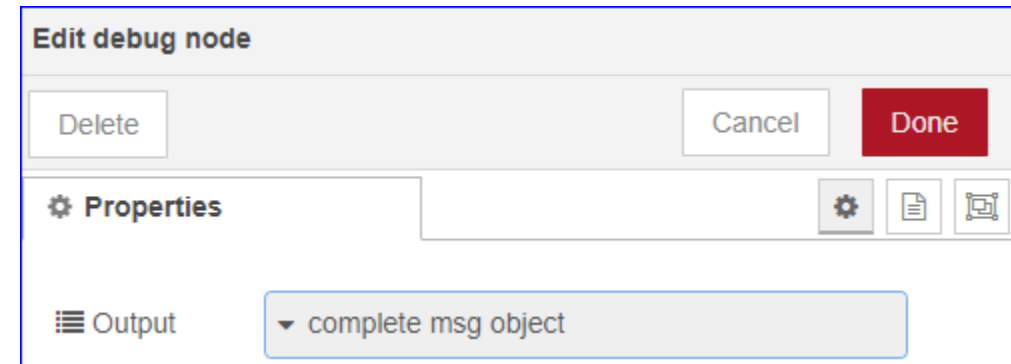 Edit debug node
Delete Cancel Done
Properties
Output complete msg object